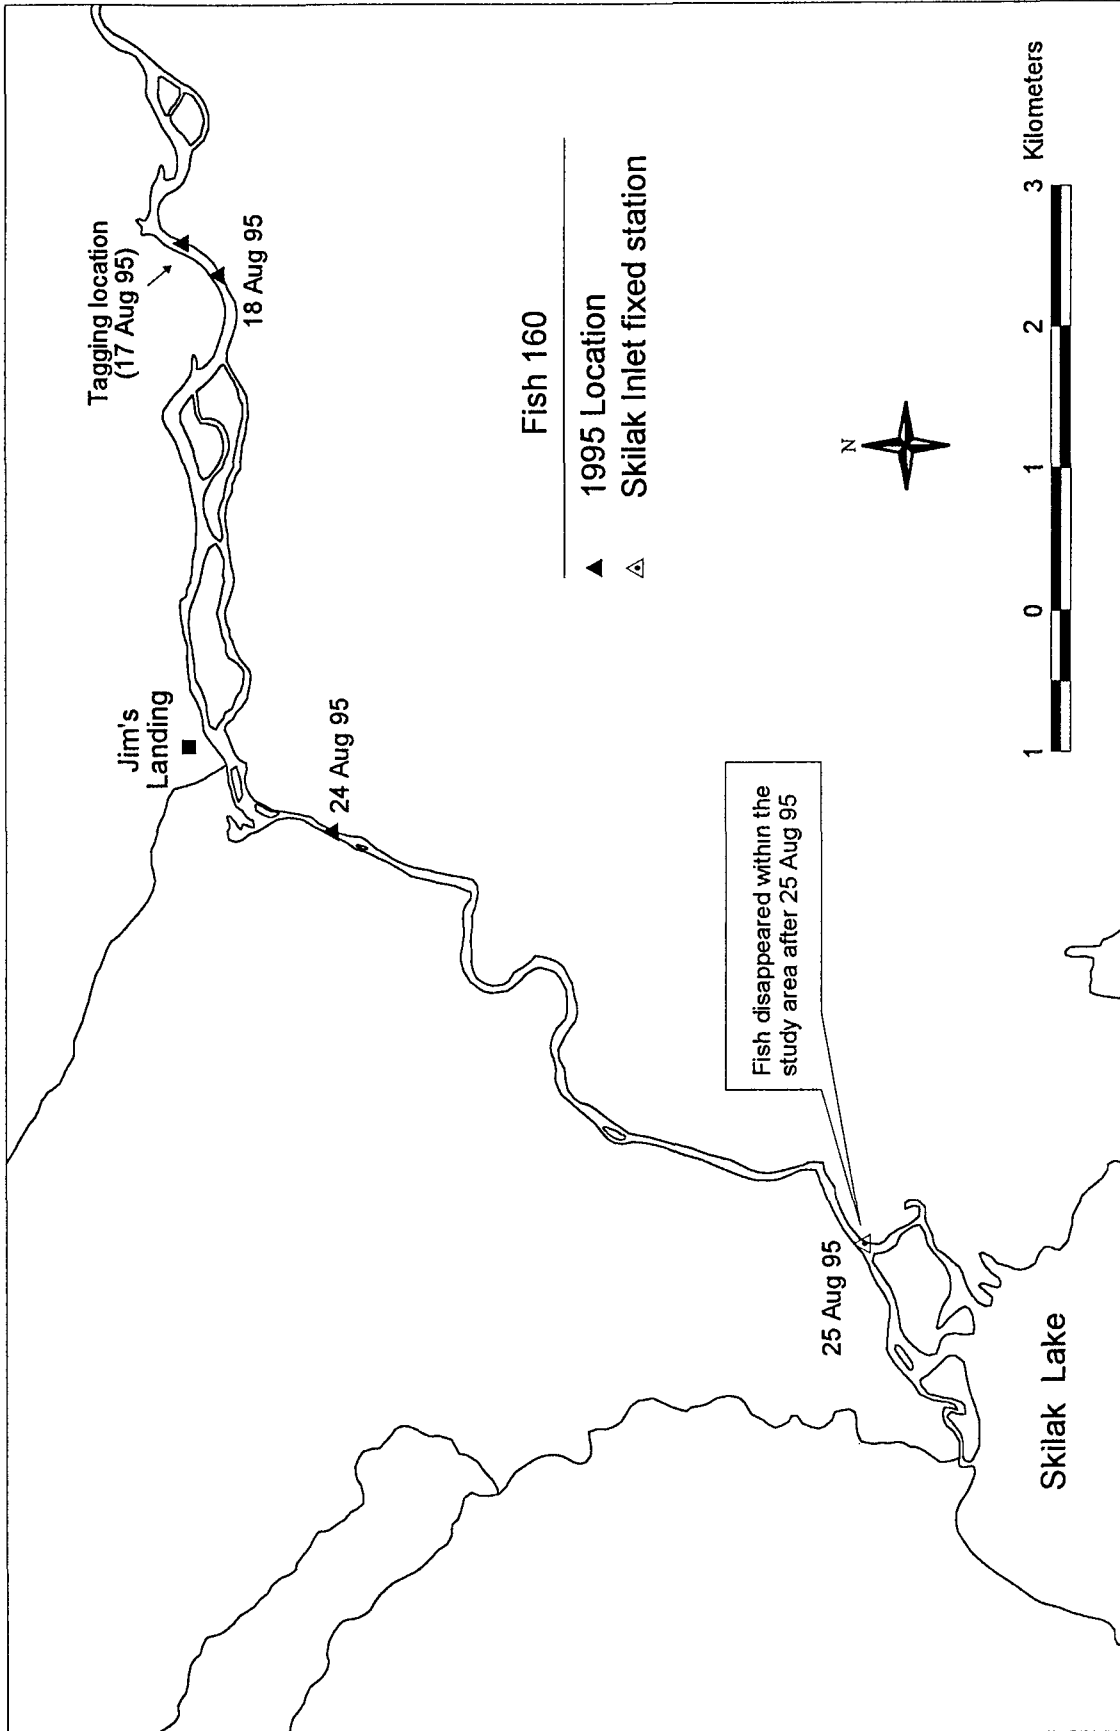 Tagging location
(17 Aug 95)
18 Aug 95
Jim's
Landing
24 Aug 95
Fish 160
1995 Location
Skilak Inlet fixed station
N
25 Aug 95
Fish disappeared within the
study area after 25 Aug 95
Skilak Lake
1 0 1 2 3 Kilometers